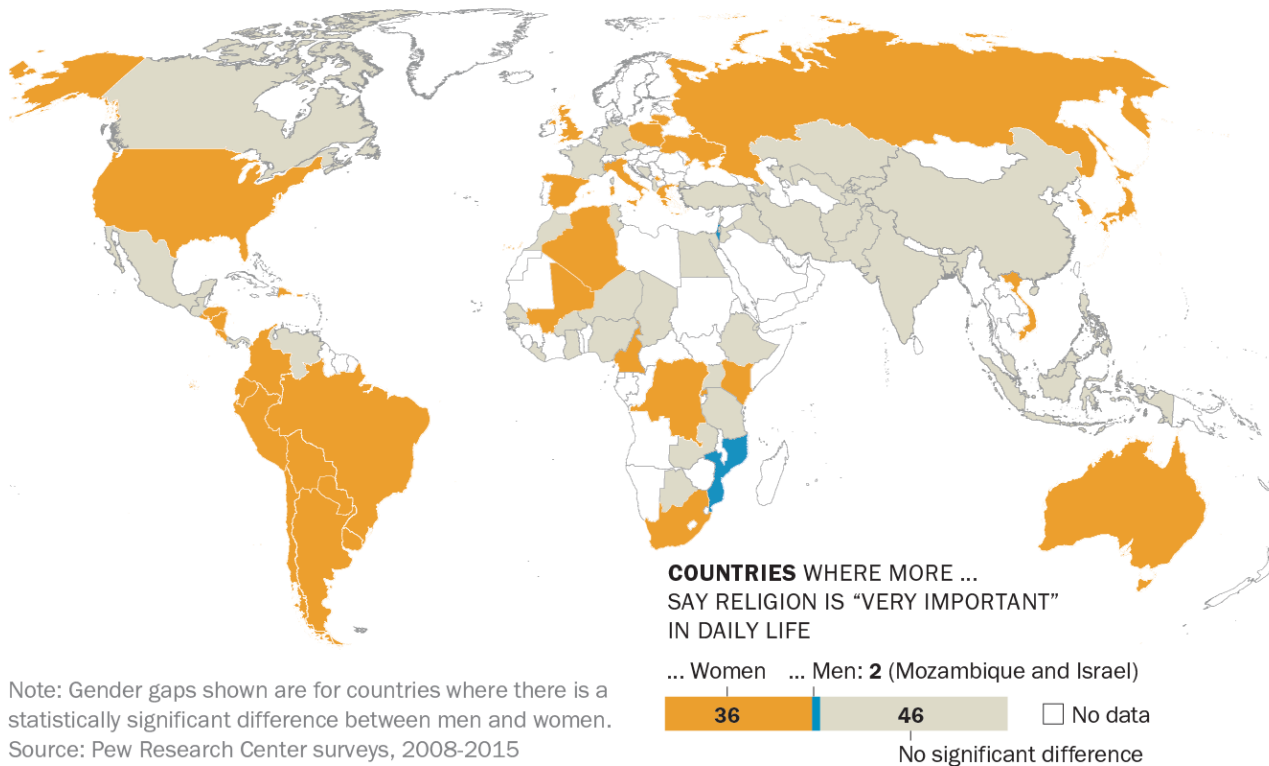 COUNTRIES WHERE MORE ...
SAY RELIGION IS “VERY IMPORTANT”
IN DAILY LIFE
... Women
... Men: 2 (Mozambique and Israel)
36
46
No data
No significant difference
Note: Gender gaps shown are for countries where there is a
statistically significant difference between men and women.
Source: Pew Research Center surveys, 2008-2015